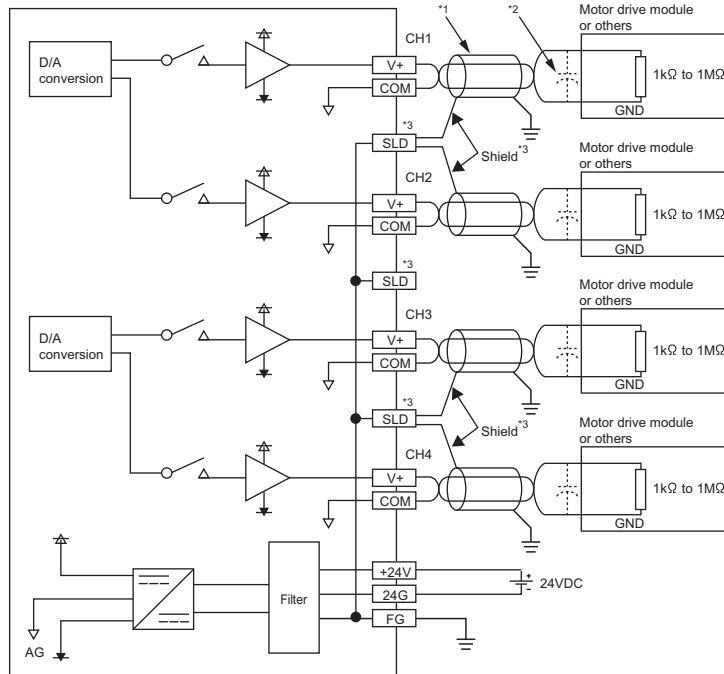 *1
*2
Motor drive module
or others
D/A
conversion
CH1
V+
COM
1kΩ to 1MΩ
GND
*3
SLD
Shield*3
Motor drive module
or others
CH2
V+
COM
1kΩ to 1MΩ
GND
*3
SLD
Motor drive module
or others
D/A
conversion
CH3
V+
COM
1kΩ to 1MΩ
GND
*3
SLD
Shield*3
Motor drive module
or others
CH4
V+
COM
1kΩ to 1MΩ
GND
AG
Filter
+24V
24G
FG
24VDC
+
-